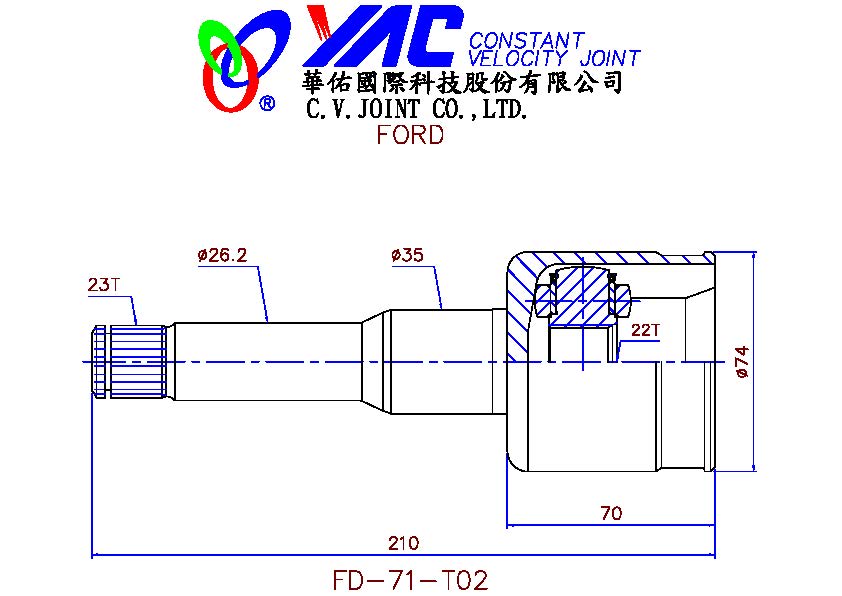 YAC CONSTANT
VELOCITY JOINT
®
華佑國際科技股份有限公司
C.V.JOINT CO.,LTD.
FORD
ø26.2
ø35
23T
22T
ø74
70
210
FD-71-T02